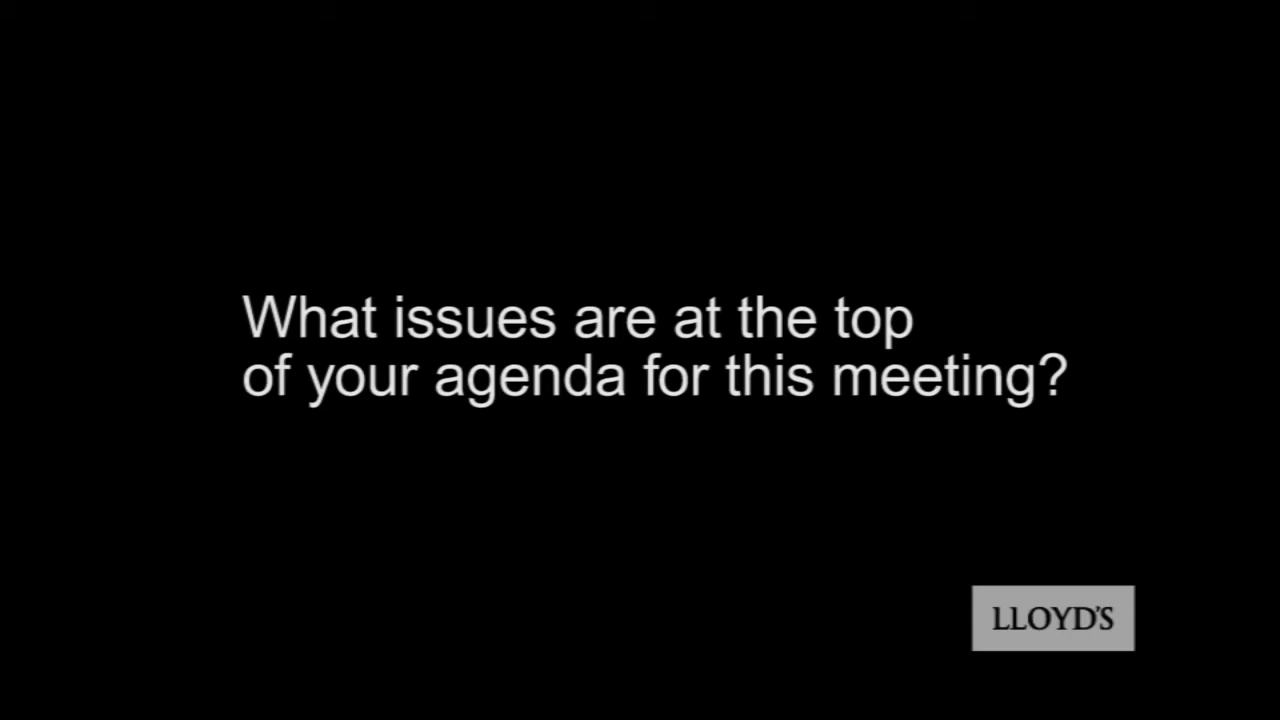 What issues are at the top
of your agenda for this meeting?
LLOYD'S